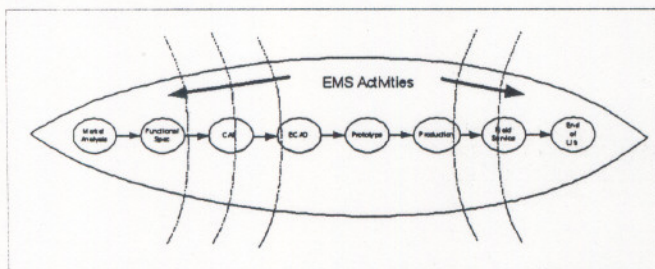 EMS Activities
Market
Analysis
Functional
Spec
CAE
ECAD
Prototype
Production
Field
Service
End
of
Life